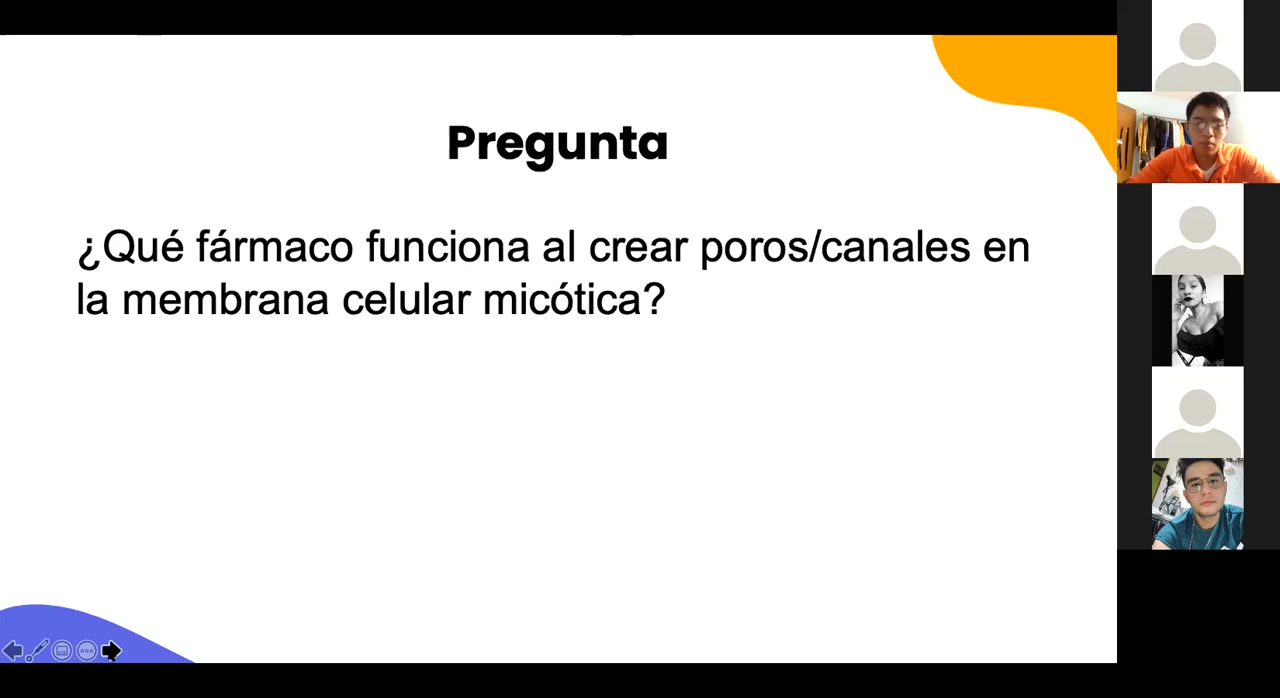 Pregunta
¿Qué fármaco funciona al crear poros/canales en
la membrana celular micótica?